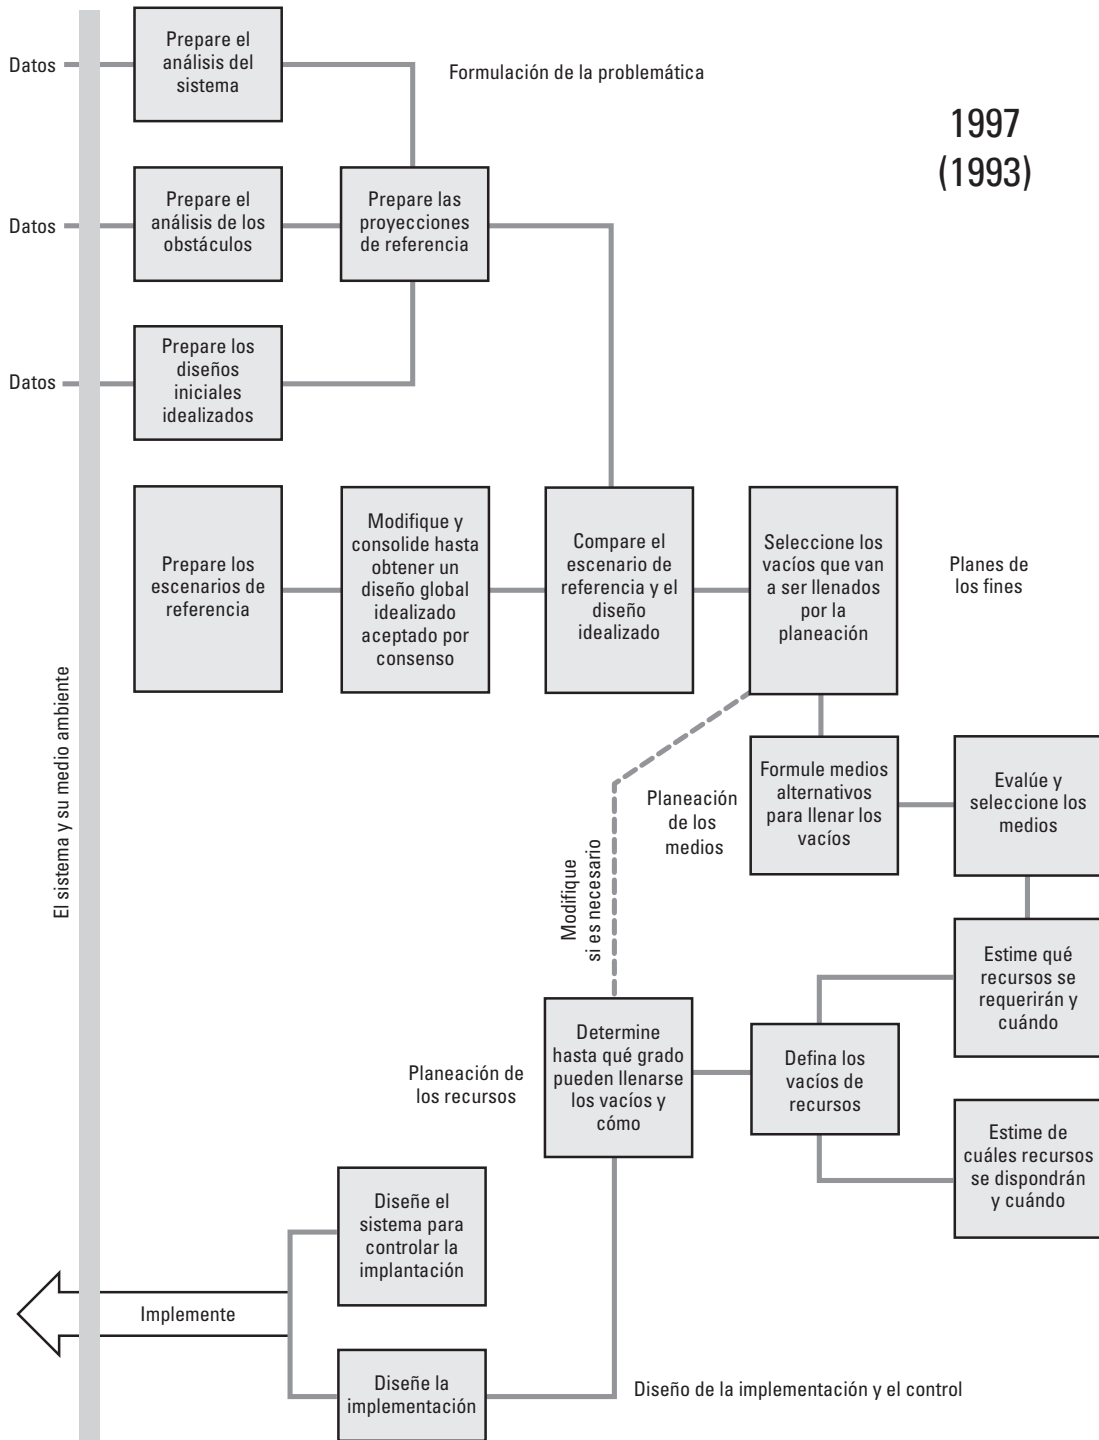 Datos
Prepare el
análisis del
sistema
Formulación de la problemática
1997
(1993)
Datos
Prepare el
análisis de los
obstáculos
Prepare las
proyecciones
de referencia
Datos
Prepare los
diseños
iniciales
idealizados
Prepare los
escenarios de
referencia
Modifique y
consolide hasta
obtener un
diseño global
idealizado
aceptado por
consenso
Compare el
escenario de
referencia y el
diseño
idealizado
Seleccione los
vacíos que van
a ser llenados
por la
planeación
Planes de
los fines
El sistema y su medio ambiente
Planeación
de los
medios
Formule medios
alternativos
para llenar los
vacíos
Evalúe y
seleccione los
medios
Modifique
si es necesario
Estime qué
recursos se
requerirán y
cuándo
Planeación de
los recursos
Determine
hasta qué grado
pueden llenarse
los vacíos y
cómo
Defina los
vacíos de
recursos
Estime de
cuáles recursos
se dispondrán
y cuándo
Diseñe el
sistema para
controlar la
implantación
Implemente
Diseñe la
implementación
Diseño de la implementación y el control